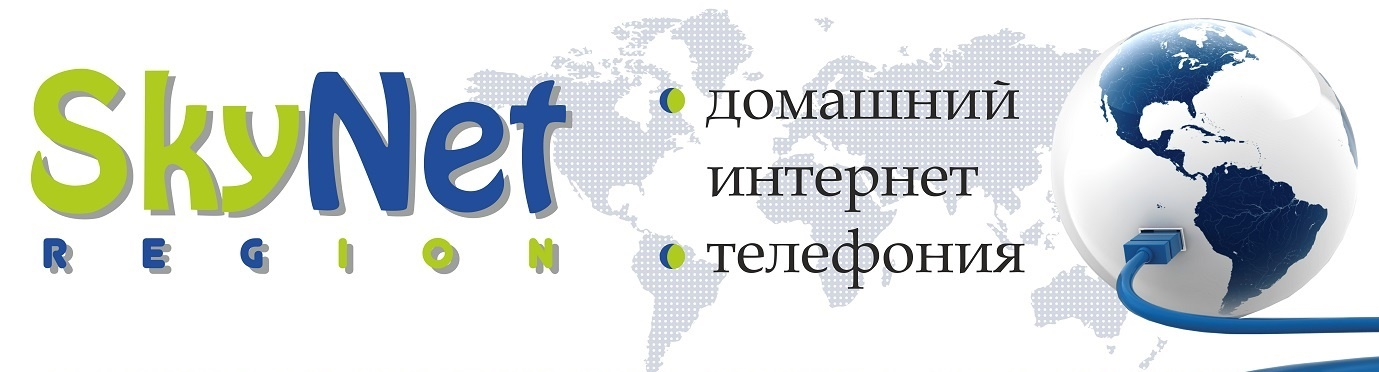 SkyNet
REGION
домашний
интернет
телефония